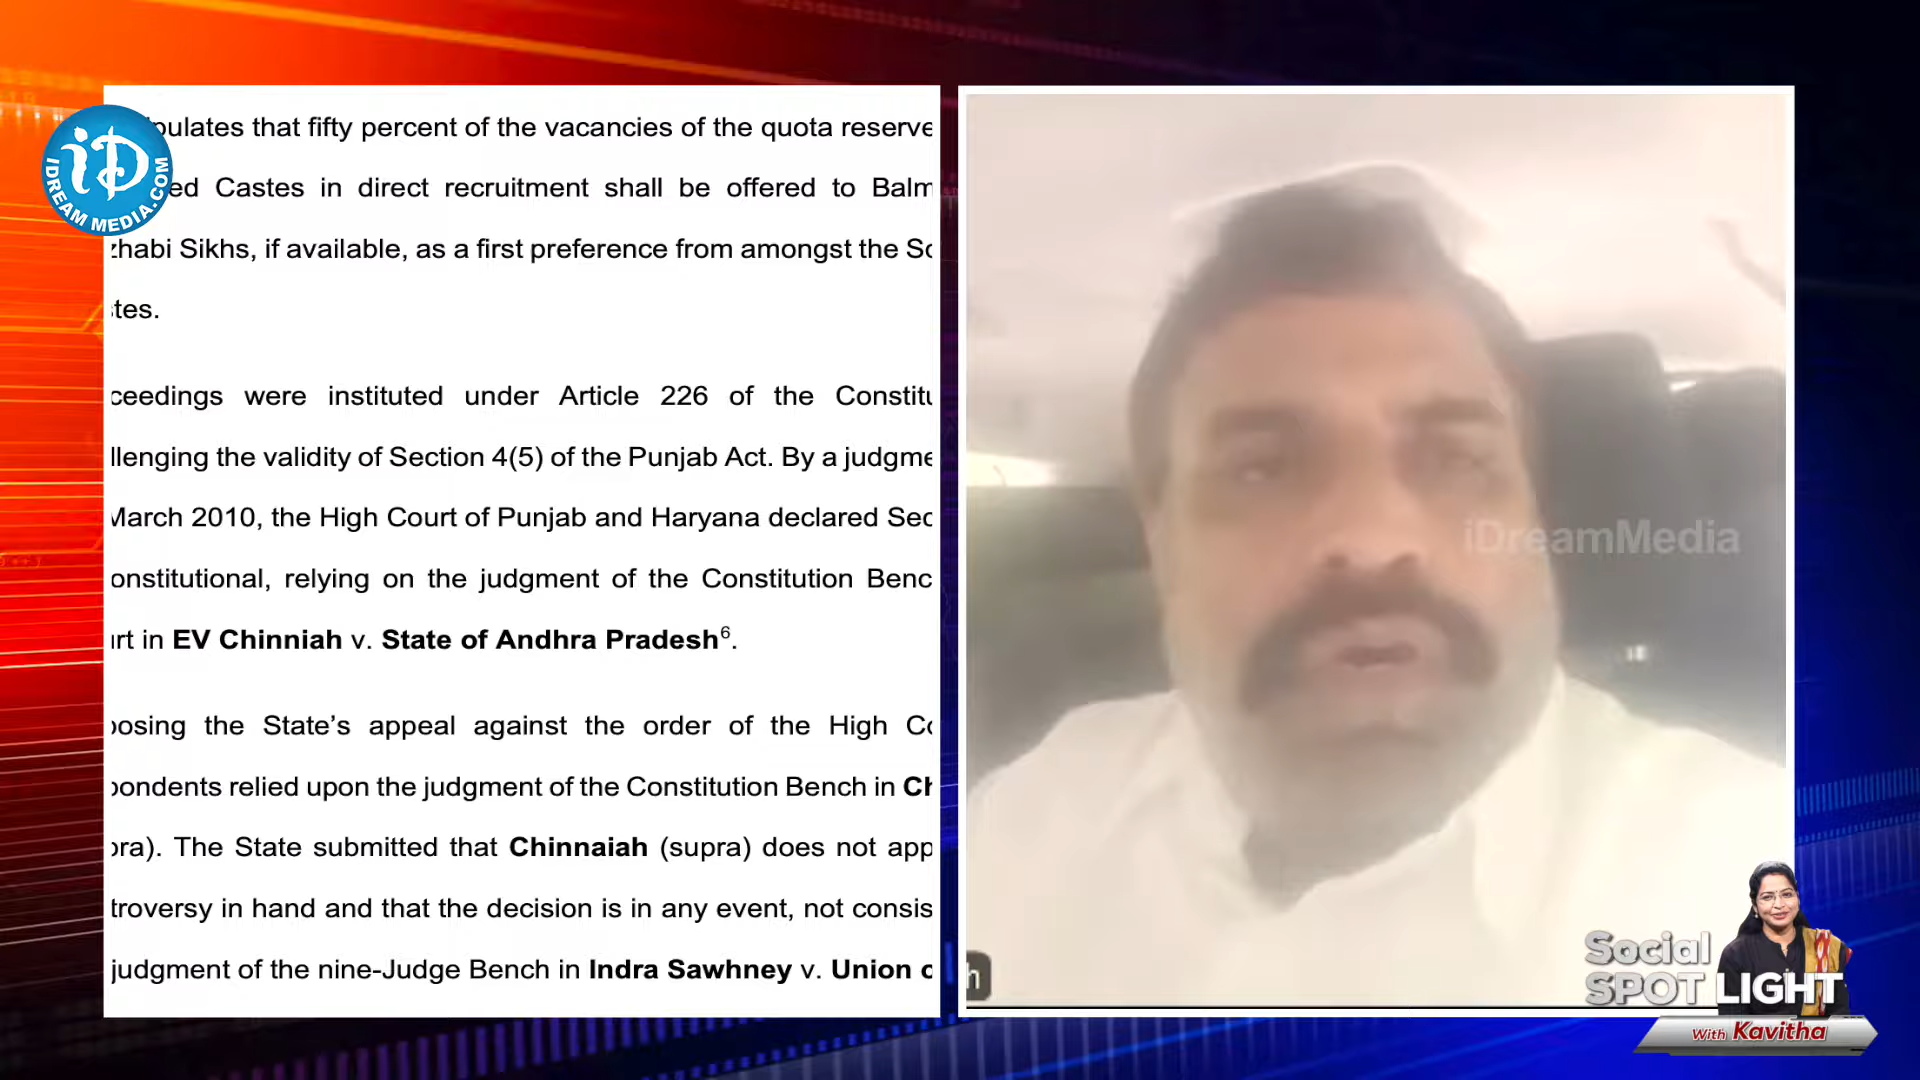 pulates that fifty percent of the vacancies of the quota reserve
ed Castes in direct recruitment shall be offered to Balm
zhabi Sikhs, if available, as a first preference from amongst the Sc
stes.
ceedings were instituted under Article 226 of the Constitu
llenging the validity of Section 4(5) of the Punjab Act. By a judgme
March 2010, the High Court of Punjab and Haryana declared Sec
onstitutional, relying on the judgment of the Constitution Benc
urt in EV Chinniah v. State of Andhra Pradesh⁶.
posing the State's appeal against the order of the High Co
pondents relied upon the judgment of the Constitution Bench in Ch
pra). The State submitted that Chinnaiah (supra) does not app
troversy in hand and that the decision is in any event, not consis
judgment of the nine-Judge Bench in Indra Sawhney v. Union o
iD
IDREAM MEDIA.COM
iDreamMedia
h
Social
SPOT LIGHT
With Kavitha